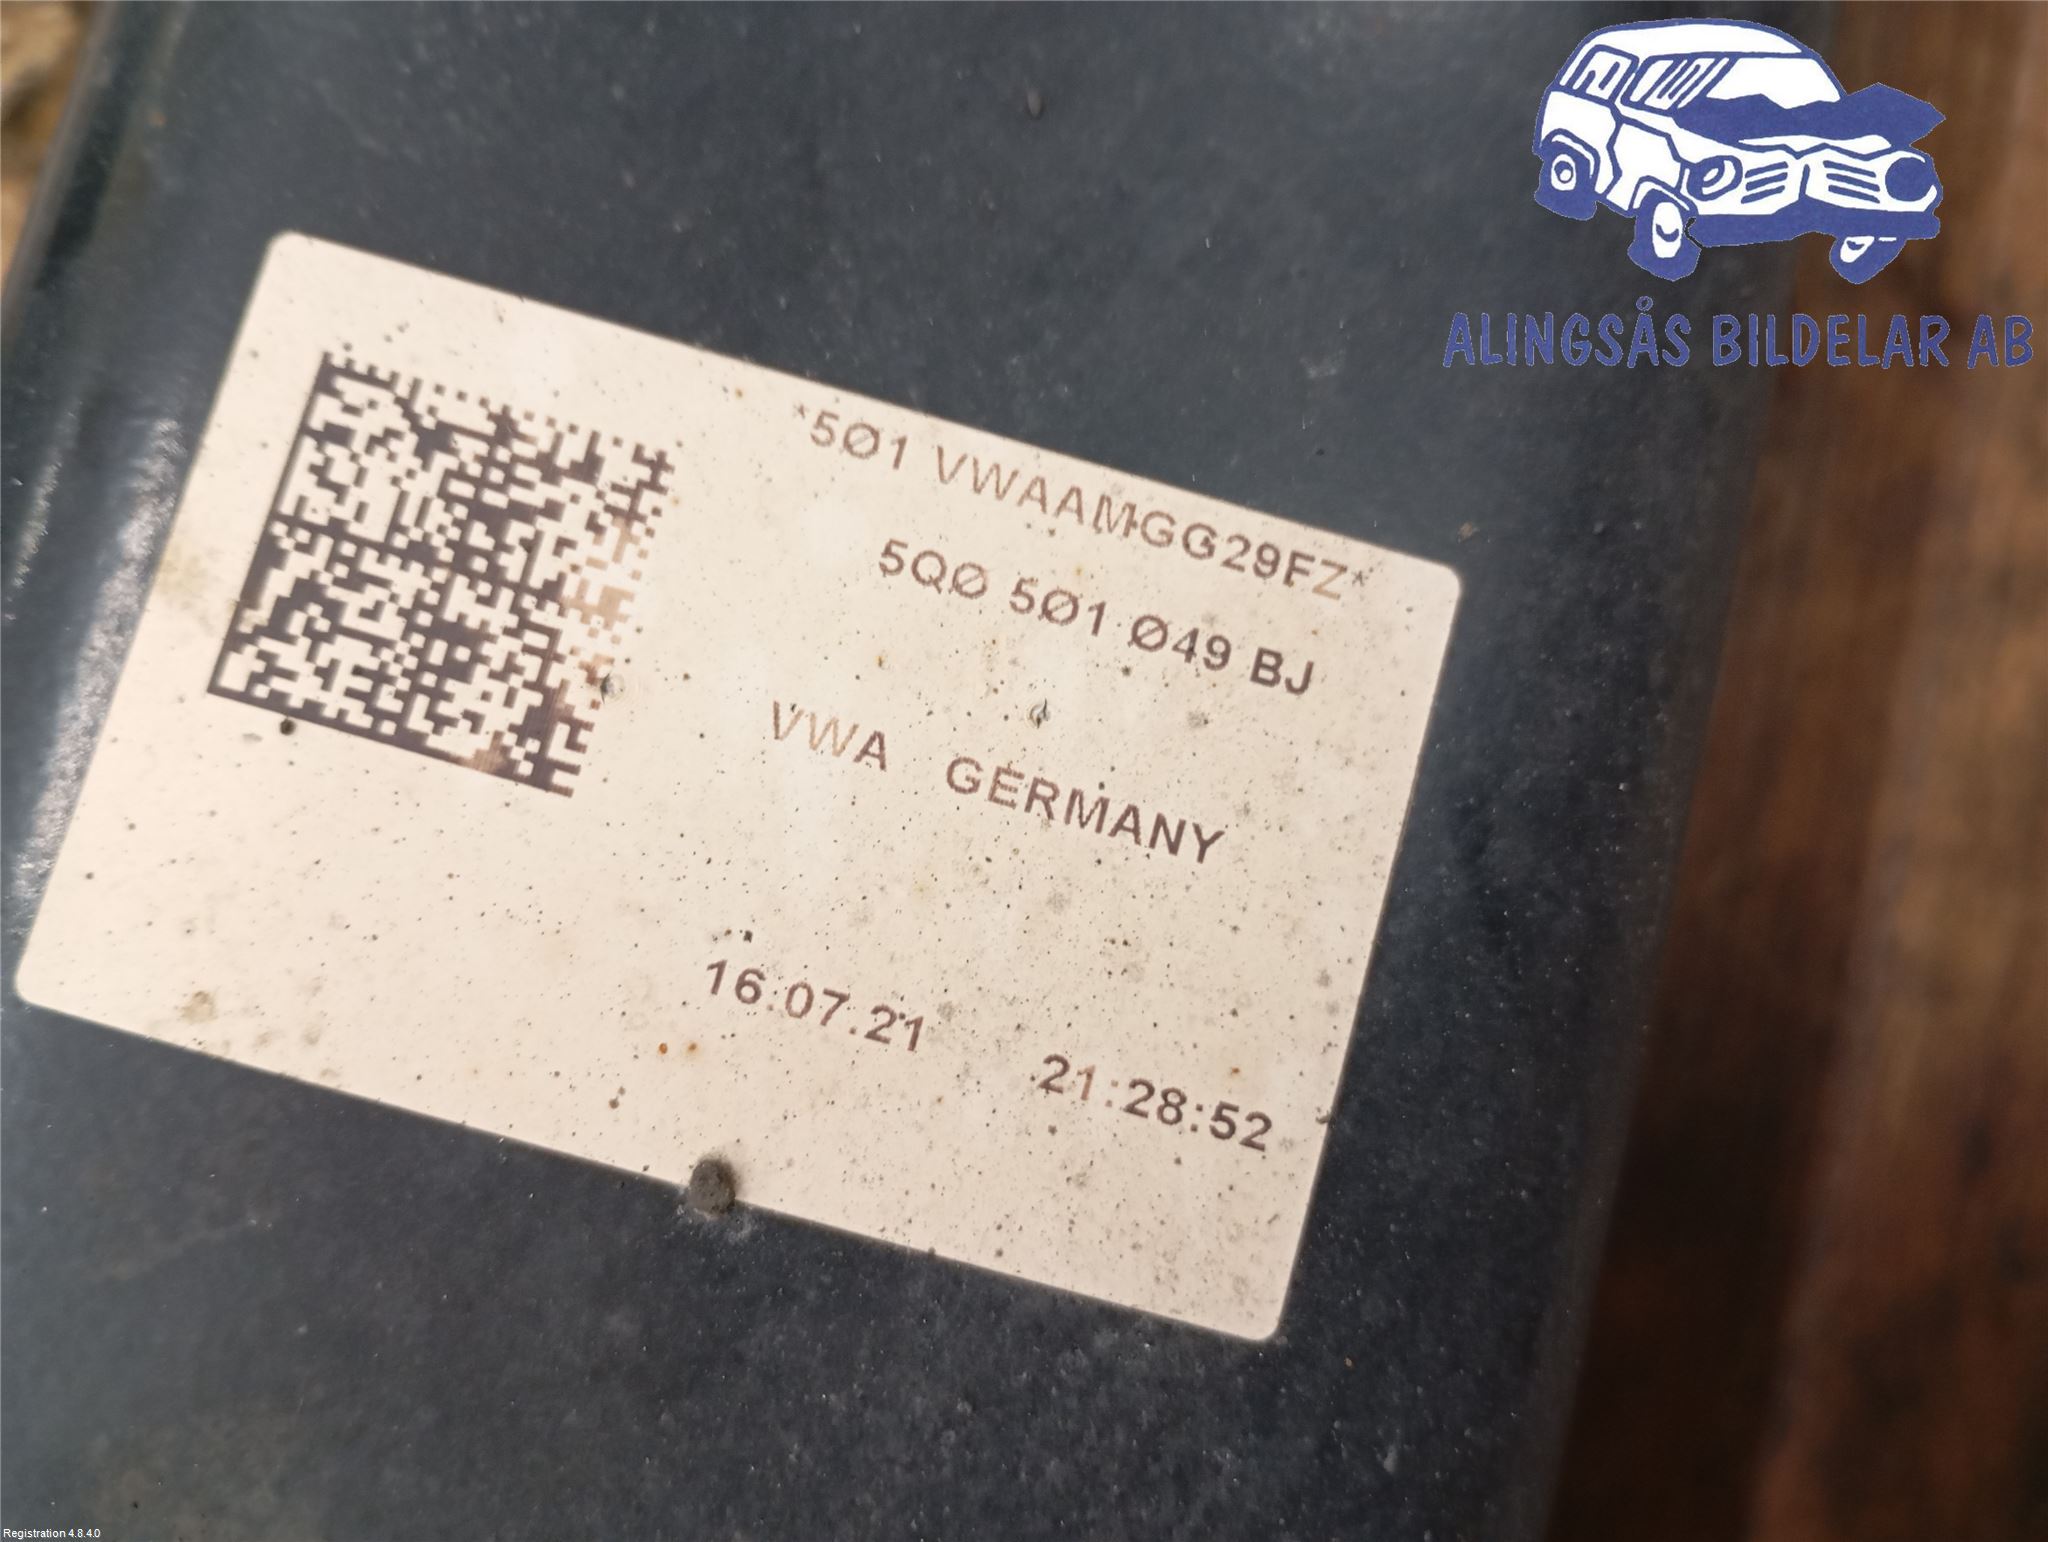 ALINGSÅS BILDELAR AB
*5Ø1 VWAAMGG29FZ*
5QØ 5Ø1 Ø49 BJ
VWA GERMANY
16.07.21 21:28:52
Registration 4.8.4.0